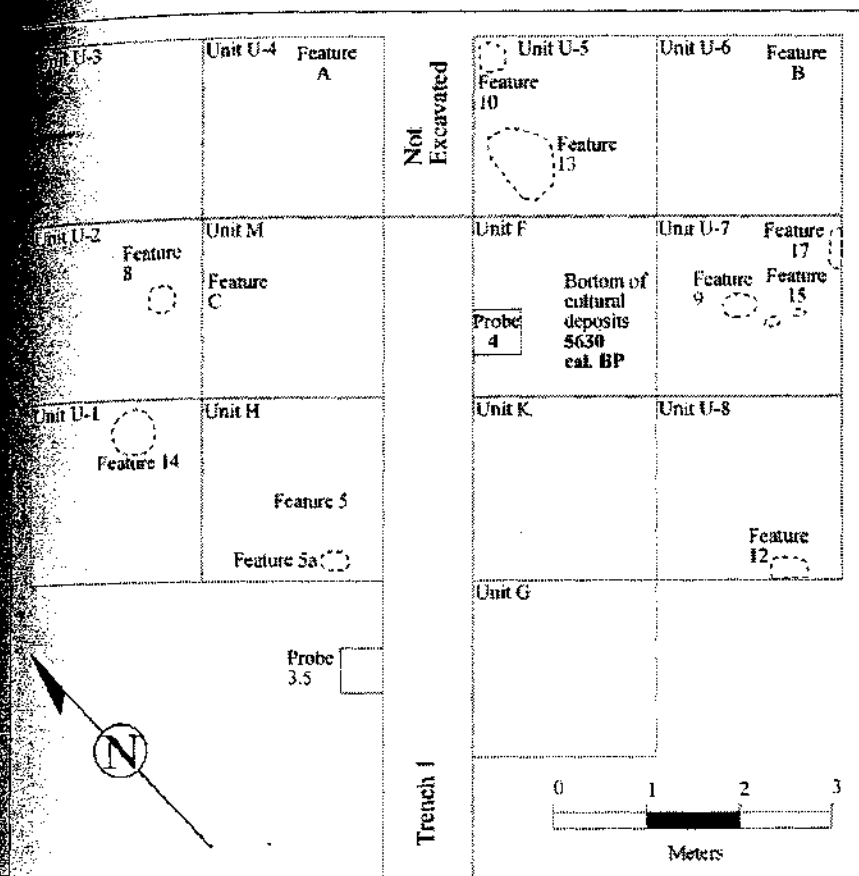 Unit U-3
Unit U-4
Feature
A
Not
Excavated
Unit U-5
Feature
10
Feature
13
Unit U-6
Feature
B
Unit U-2
Feature
8
Unit M
Feature
C
Unit F
Probe
4
Bottom of
cultural
deposits
5630
cal. BP
Unit U-7
Feature
17
Feature
9
Feature
15
Unit U-1
Feature 14
Unit H
Feature 5
Feature 5a
Unit K
Unit U-8
Feature
12
Unit G
Probe
3.5
N
Trench 1
0 1 2 3
Meters